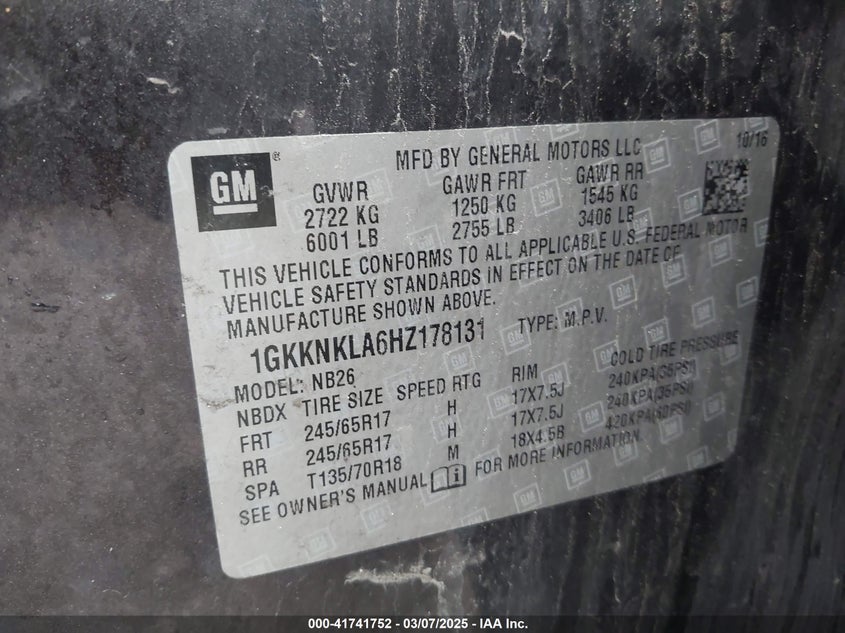 GM ®
MFD BY GENERAL MOTORS LLC 10/16
GVWR GAWR FRT GAWR RR
2722 KG 1250 KG 1545 KG
6001 LB 2755 LB 3406 LB
THIS VEHICLE CONFORMS TO ALL APPLICABLE U.S. FEDERAL MOTOR
VEHICLE SAFETY STANDARDS IN EFFECT ON THE DATE OF
MANUFACTURE SHOWN ABOVE.
1GKKNKLA6HZ178131 TYPE: M.P.V.
MODEL: NB26
NBDX TIRE SIZE SPEED RTG RIM COLD TIRE PRESSURE
FRT 245/65R17 H 17X7.5J 240KPA(35PSI)
RR 245/65R17 H 17X7.5J 240KPA(35PSI)
SPA T135/70R18 M 18X4.5B 420KPA(60PSI)
SEE OWNER'S MANUAL FOR MORE INFORMATION.
000-41741752 — 03/07/2025 — IAA Inc.